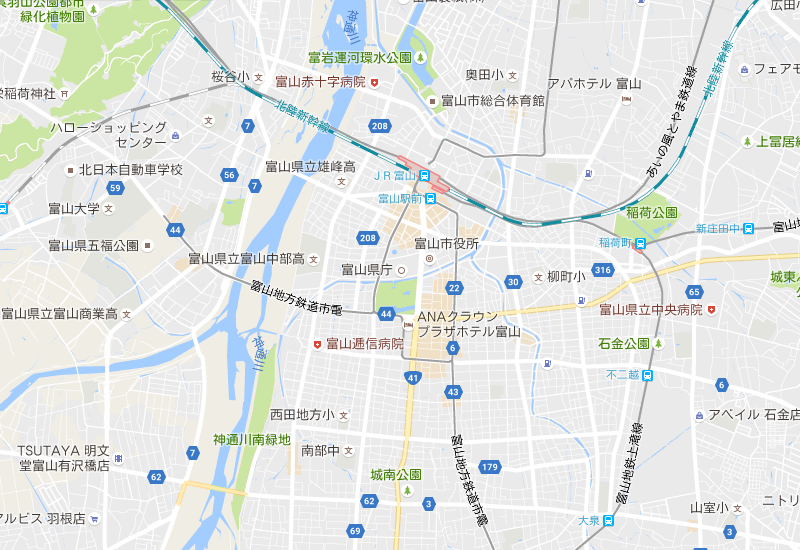 呉羽山公園都市
緑化植物園
神通川
富岩運河環水公園
広田小
桜谷小
富山赤十字病院
奥田小
アパホテル 富山
フェアモ
栄稲荷神社
北陸新幹線
富山市総合体育館
あいの風とやま鉄道線
北陸新幹線
ハローショッピング
センター
7
208
上冨居緑
北日本自動車学校
56
富山県立雄峰高
JR富山
59
7
富山駅前
富山大学
稲荷公園
44
208
新庄田中
富山県五福公園
富山市役所
稲荷町
富山県立富山中部高
富山県庁
316
柳町小
城東
22
30
65
富山地方鉄道市電
富山県立富山商業高
44
ANAクラウン
プラザホテル富山
富山県立中央病院
富山逓信病院
6
石金公園
神通川
41
不二越
43
6
西田地方小
アベイル 石金店
神通川南緑地
富山地方鉄道市電
富山地鉄上滝線
TSUTAYA 明文
堂富山有沢橋店
7
南部中
城南公園
179
62
ニトリ
62
3
山室小
アルビス 羽根店
大泉
69
3